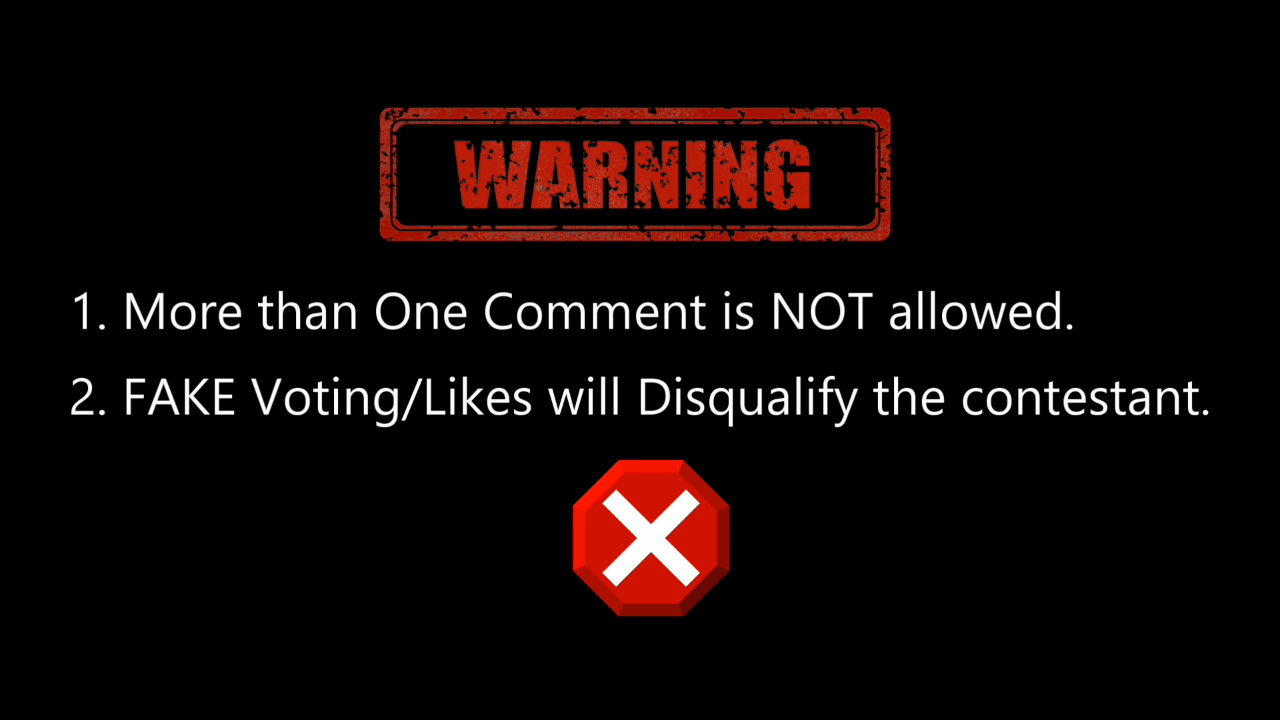 WARNING
1. More than One Comment is NOT allowed.
2. FAKE Voting/Likes will Disqualify the contestant.